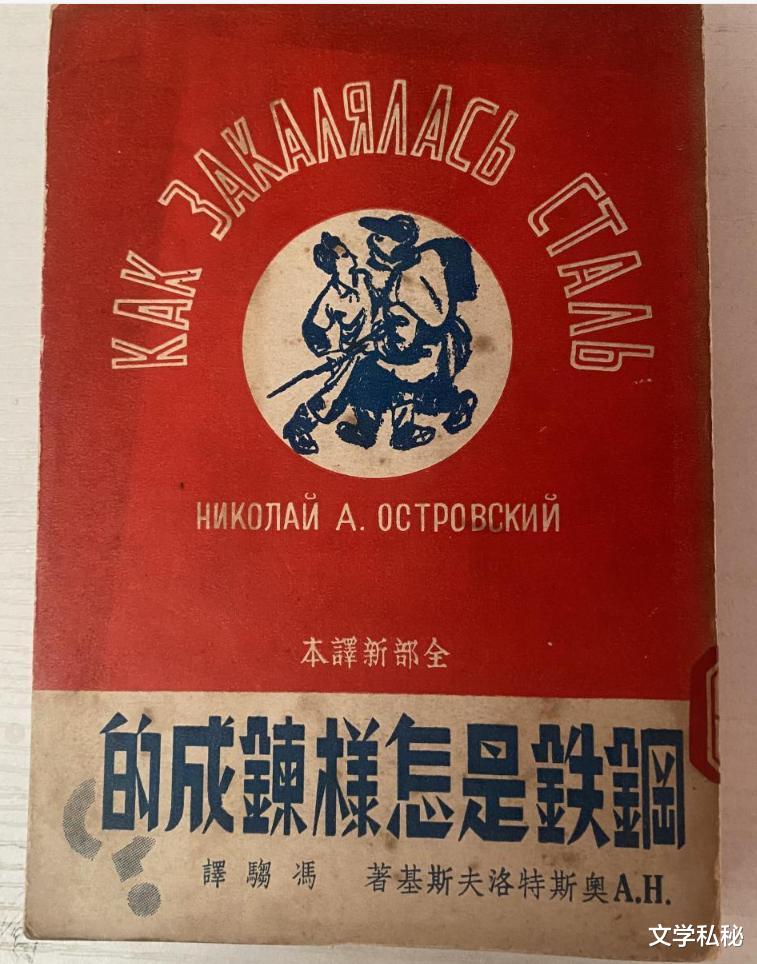 КАК ЗАКАЛЯЛАСЬ СТАЛЬ
НИКОЛАЙ А. ОСТРОВСКИЙ
全部新譯本
鋼鉄是怎樣鍊成的
H.A.奧斯特洛夫斯基著 馮騶譯
文学私秘